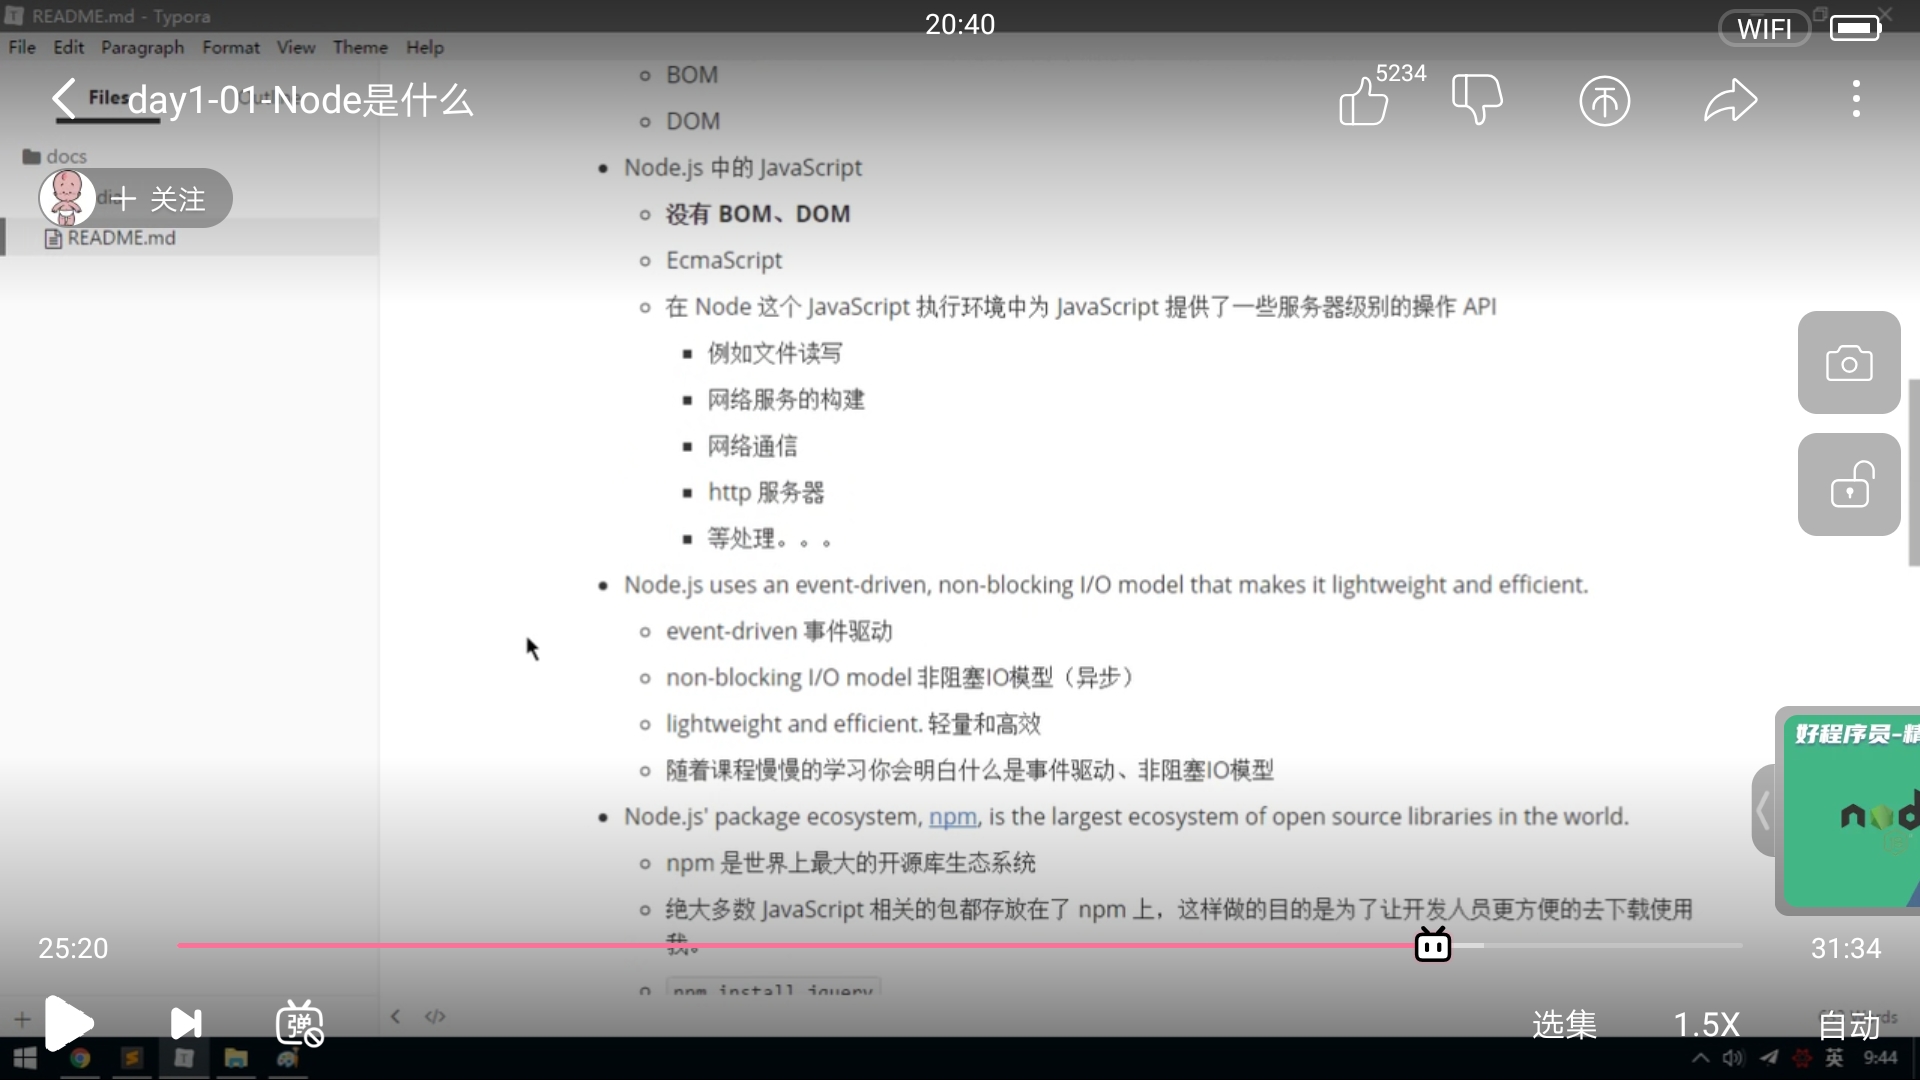 README.md - Typora
20:40
WIFI
File Edit Paragraph Format View Theme Help
Files
day1-01-Node是什么
5234
docs
+ 关注
README.md
BOM
DOM
Node.js 中的 JavaScript
没有 BOM、DOM
EcmaScript
在 Node 这个 JavaScript 执行环境中为 JavaScript 提供了一些服务器级别的操作 API
例如文件读写
网络服务的构建
网络通信
http 服务器
等处理。。。
Node.js uses an event-driven, non-blocking I/O model that makes it lightweight and efficient.
event-driven 事件驱动
non-blocking I/O model 非阻塞IO模型（异步）
lightweight and efficient. 轻量和高效
随着课程慢慢的学习你会明白什么是事件驱动、非阻塞IO模型
Node.js' package ecosystem, npm, is the largest ecosystem of open source libraries in the world.
npm 是世界上最大的开源库生态系统
绝大多数 JavaScript 相关的包都存放在了 npm 上，这样做的目的是为了让开发人员更方便的去下载使用
我。
npm install jquery
好程序员-精
25:20
31:34
弹
选集
1.5X
自动
英
9:44